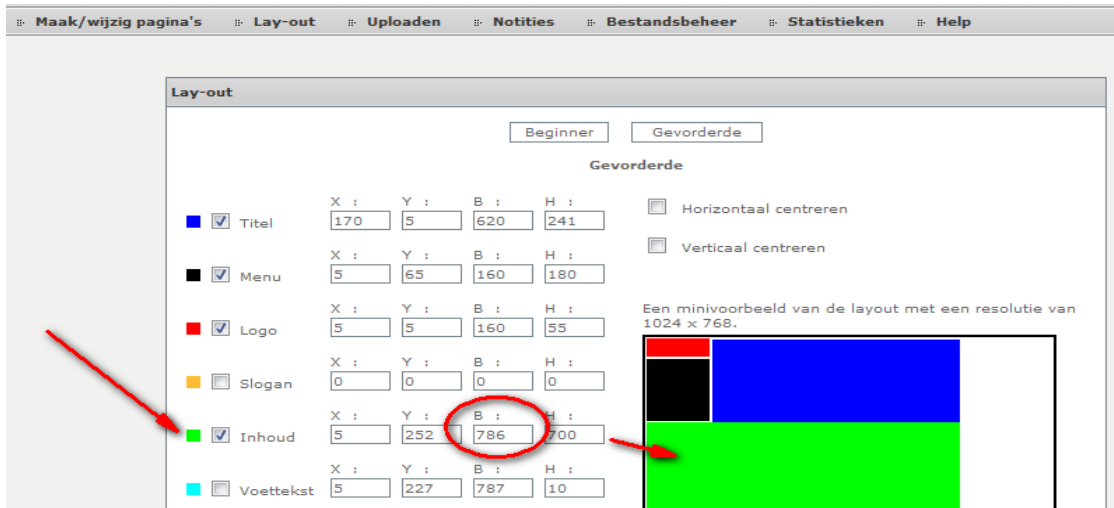 Maak/wijzig pagina's Lay-out Uploaden Notities Bestandsbeheer Statistieken Help
Lay-out
Beginner Gevorderde
Gevorderde
X : Y : B : H :
Titel 170 5 620 241
Horizontaal centreren
Verticaal centreren
X : Y : B : H :
Menu 5 65 160 180
X : Y : B : H :
Logo 5 5 160 55
Een minivoorbeeld van de layout met een resolutie van
1024 x 768.
X : Y : B : H :
Slogan 0 0 0 0
X : Y : B : H :
Inhoud 5 252 786 700
X : Y : B : H :
Voettekst 5 227 787 10